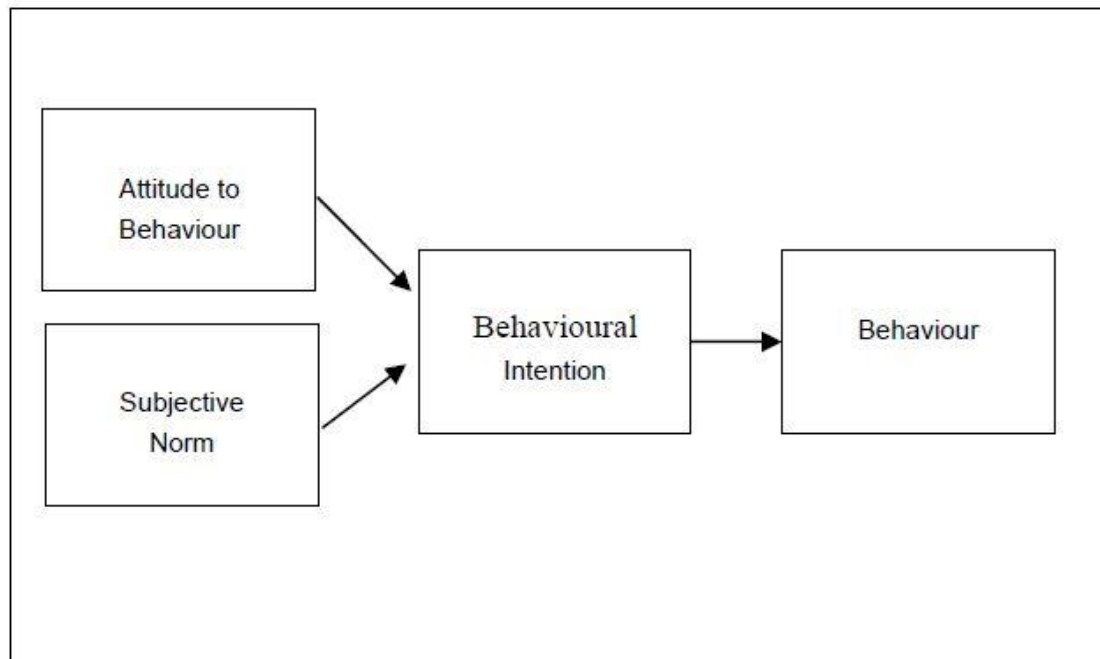 Attitude to
Behaviour
Subjective
Norm
Behavioural
Intention
Behaviour